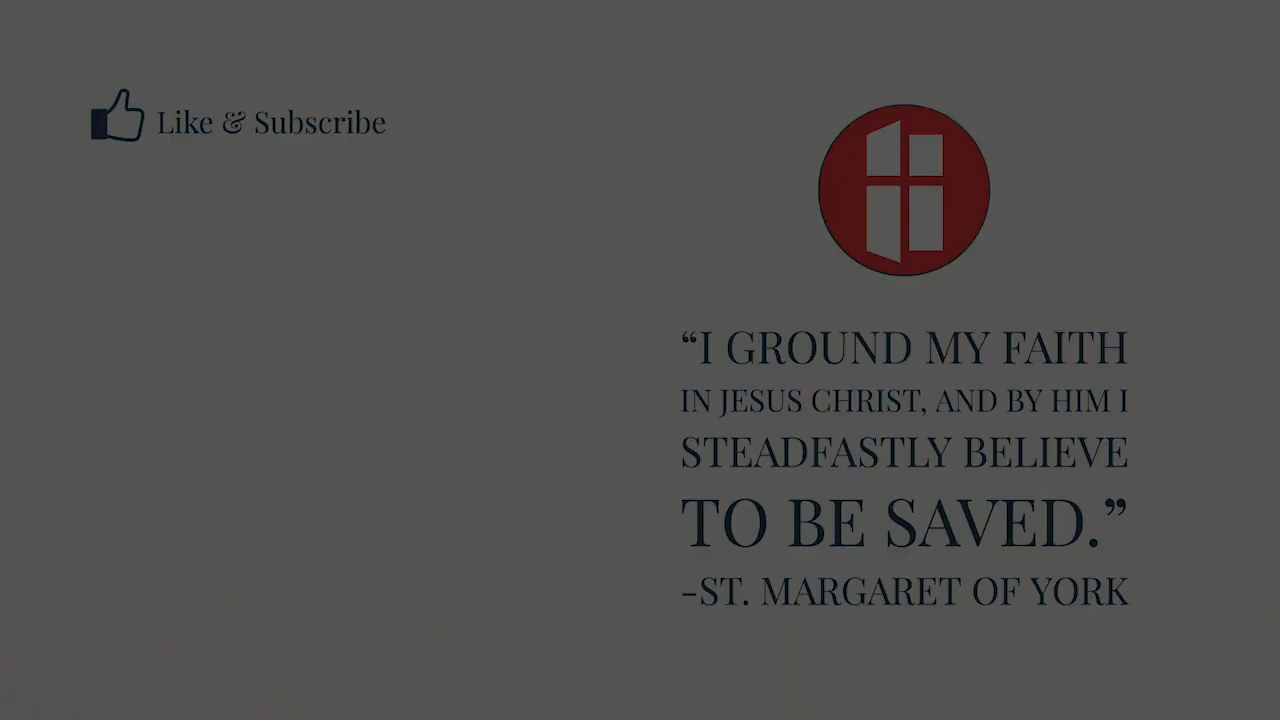 Like & Subscribe
“I GROUND MY FAITH
IN JESUS CHRIST, AND BY HIM I
STEADFASTLY BELIEVE
TO BE SAVED.”
-ST. MARGARET OF YORK